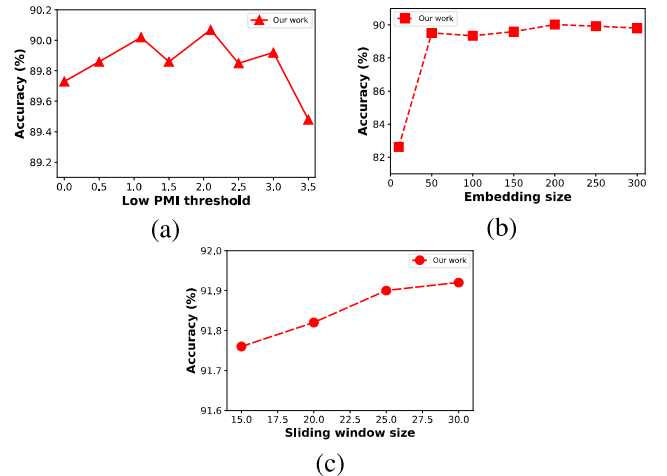 90.2
90.0
89.8
89.6
89.4
89.2
Accuracy (%)
Our work
0.0 0.5 1.0 1.5 2.0 2.5 3.0 3.5
Low PMI threshold
(a)
90
88
86
84
82
Accuracy (%)
Our work
0 50 100 150 200 250 300
Embedding size
(b)
92.0
91.9
91.8
91.7
91.6
Accuracy (%)
Our work
15.0 17.5 20.0 22.5 25.0 27.5 30.0
Sliding window size
(c)